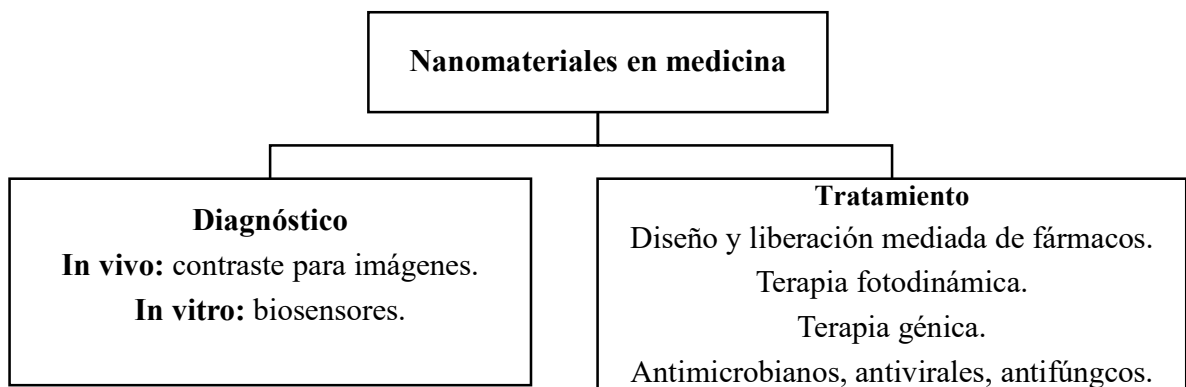 Nanomateriales en medicina
Diagnóstico
In vivo: contraste para imágenes.
In vitro: biosensores.
Tratamiento
Diseño y liberación mediada de fármacos.
Terapia fotodinámica.
Terapia génica.
Antimicrobianos, antivirales, antifúngcos.